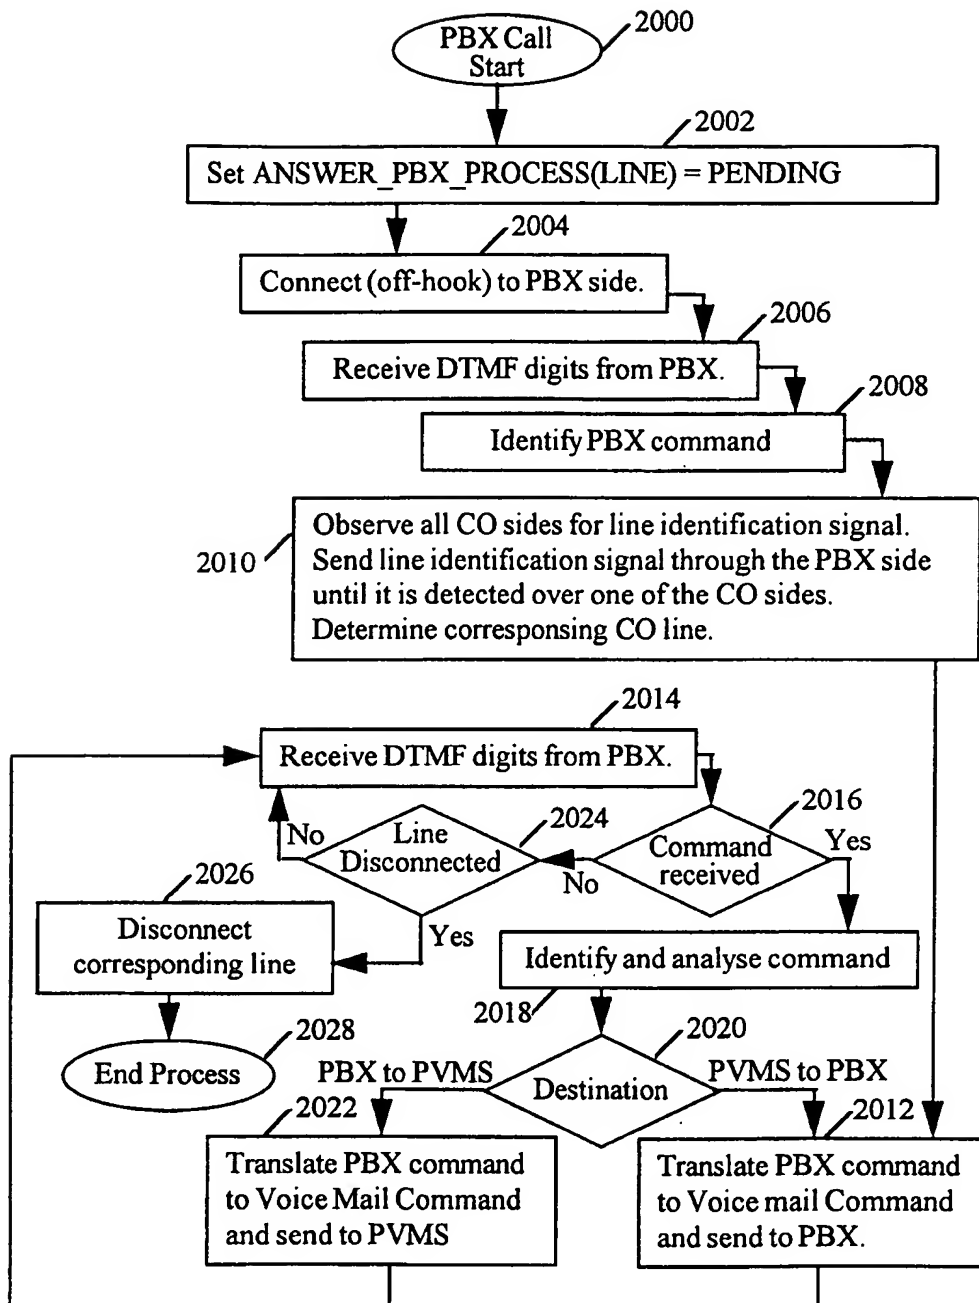 PBX Call
Start
2000
2002
Set ANSWER_PBX_PROCESS(LINE) = PENDING
2004
Connect (off-hook) to PBX side.
2006
Receive DTMF digits from PBX.
2008
Identify PBX command
2010
Observe all CO sides for line identification signal.
Send line identification signal through the PBX side
until it is detected over one of the CO sides.
Determine corresponsing CO line.
2014
Receive DTMF digits from PBX.
2016
Command
received
Yes
No
2024
Line
Disconnected
No
Yes
2026
Disconnect
corresponding line
2028
End Process
Identify and analyse command
2018
2020
Destination
PBX to PVMS
PVMS to PBX
2022
Translate PBX command
to Voice Mail Command
and send to PVMS
2012
Translate PBX command
to Voice mail Command
and send to PBX.